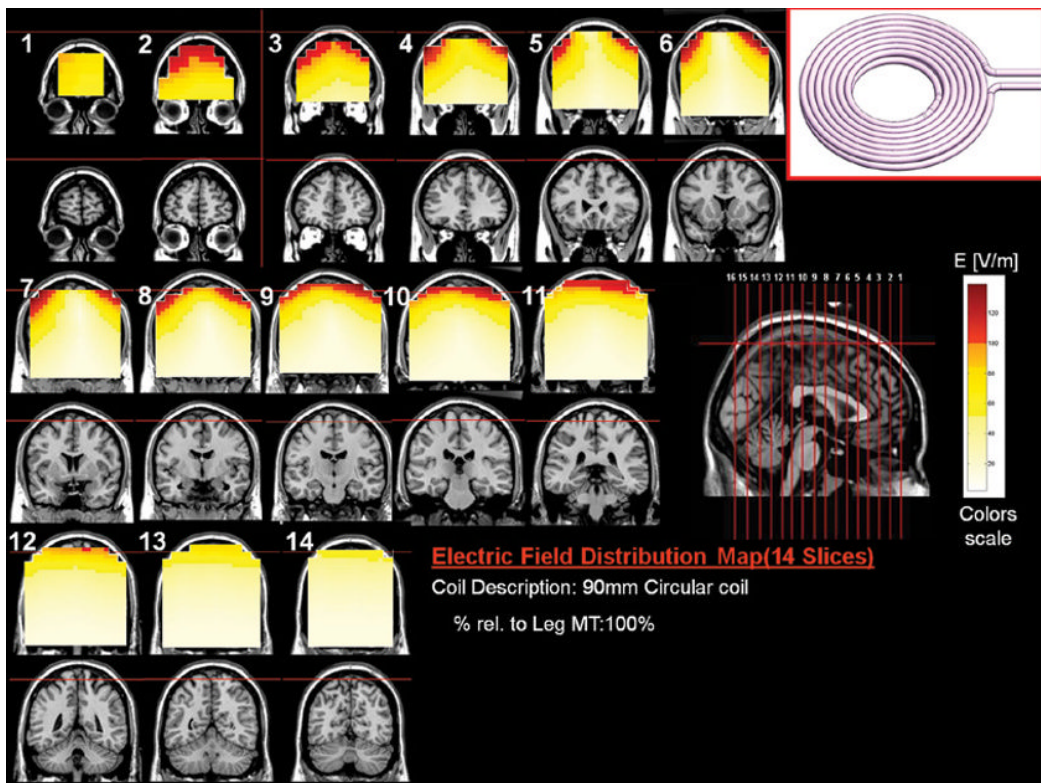 1 2 3 4 5 6
E [V/m]
16 15 14 13 12 11 10 9 8 7 6 5 4 3 2 1
7 8 9 10 11
120
100
80
60
40
20
Colors
scale
12 13 14
Electric Field Distribution Map(14 Slices)
Coil Description: 90mm Circular coil
% rel. to Leg MT:100%